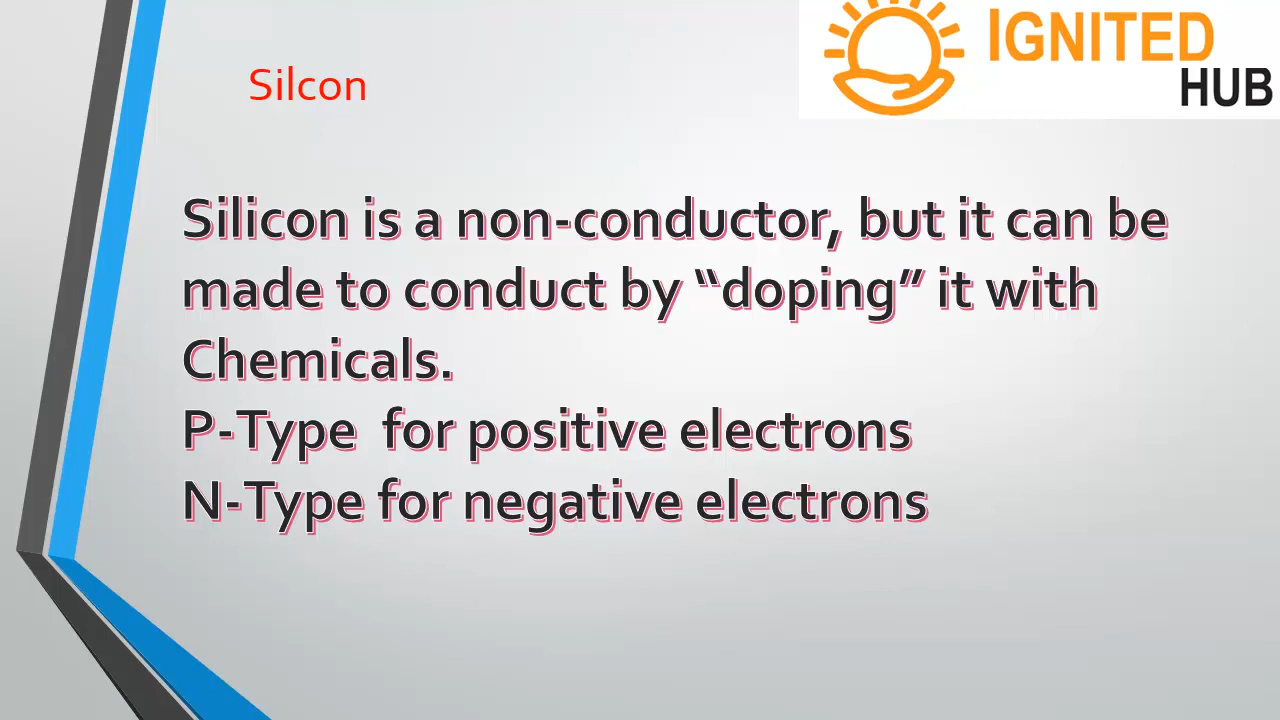 IGNITED
HUB
Silcon
Silicon is a non-conductor, but it can be
made to conduct by “doping” it with
Chemicals.
P-Type for positive electrons
N-Type for negative electrons